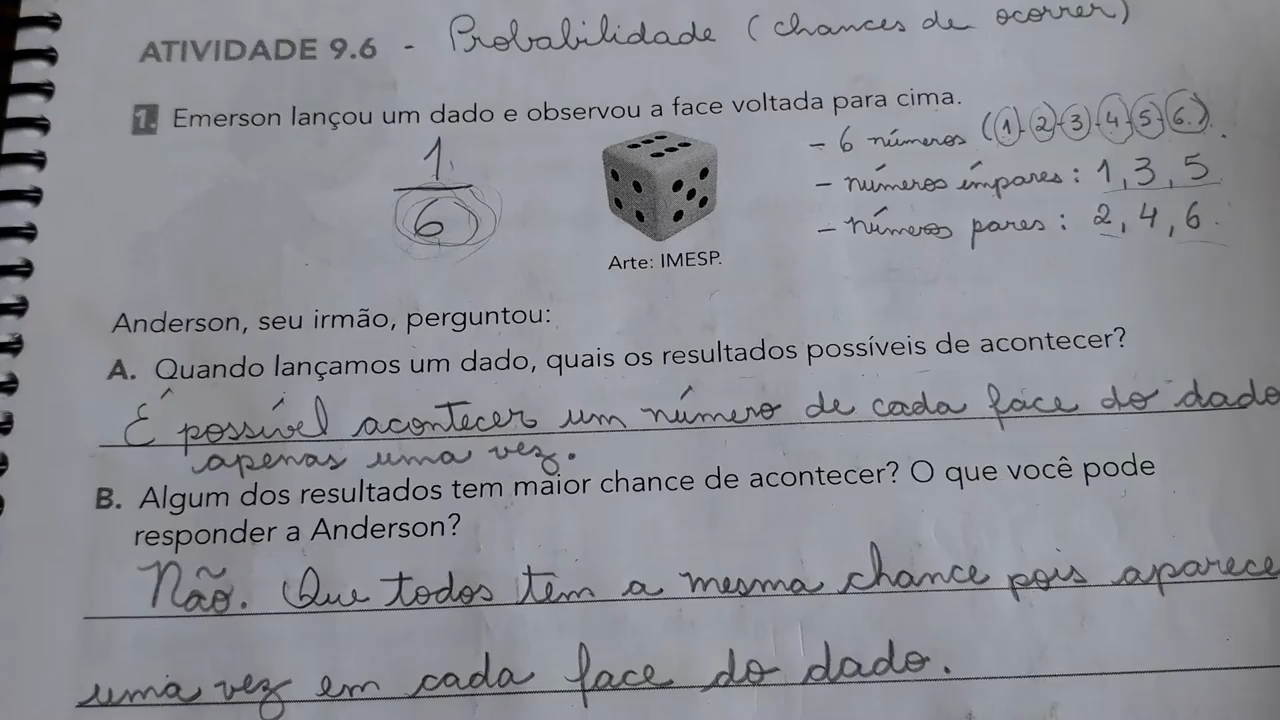 ATIVIDADE 9.6 - Probabilidade (chances de ocorrer)
1. Emerson lançou um dado e observou a face voltada para cima.
1
6
- 6 números (1-2-3-4-5-6).
- números ímpares: 1, 3, 5
- números pares: 2, 4, 6.
Arte: IMESP.
Anderson, seu irmão, perguntou:
A. Quando lançamos um dado, quais os resultados possíveis de acontecer?
É possível acontecer um número de cada face do dado
apenas uma vez.
B. Algum dos resultados tem maior chance de acontecer? O que você pode
responder a Anderson?
Não. Que todos têm a mesma chance pois aparece
uma vez em cada face do dado.